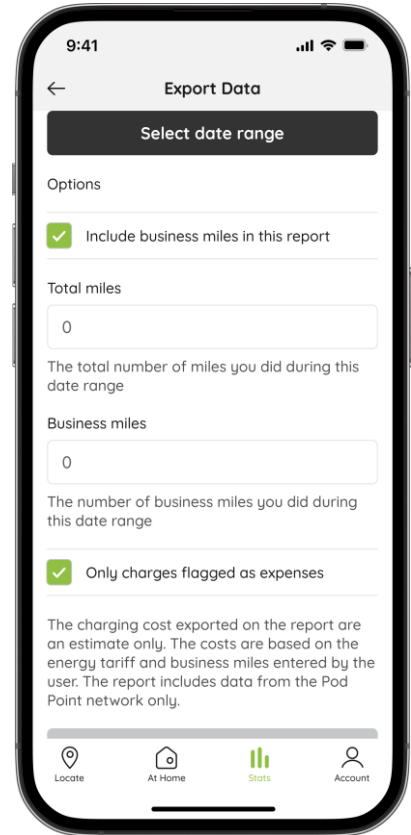 9:41
Export Data
Select date range
Options
Include business miles in this report
Total miles
0
The total number of miles you did during this
date range
Business miles
0
The number of business miles you did during
this date range
Only charges flagged as expenses
The charging cost exported on the report are
an estimate only. The costs are based on the
energy tariff and business miles entered by the
user. The report includes data from the Pod
Point network only.
Locate
At Home
Stats
Account